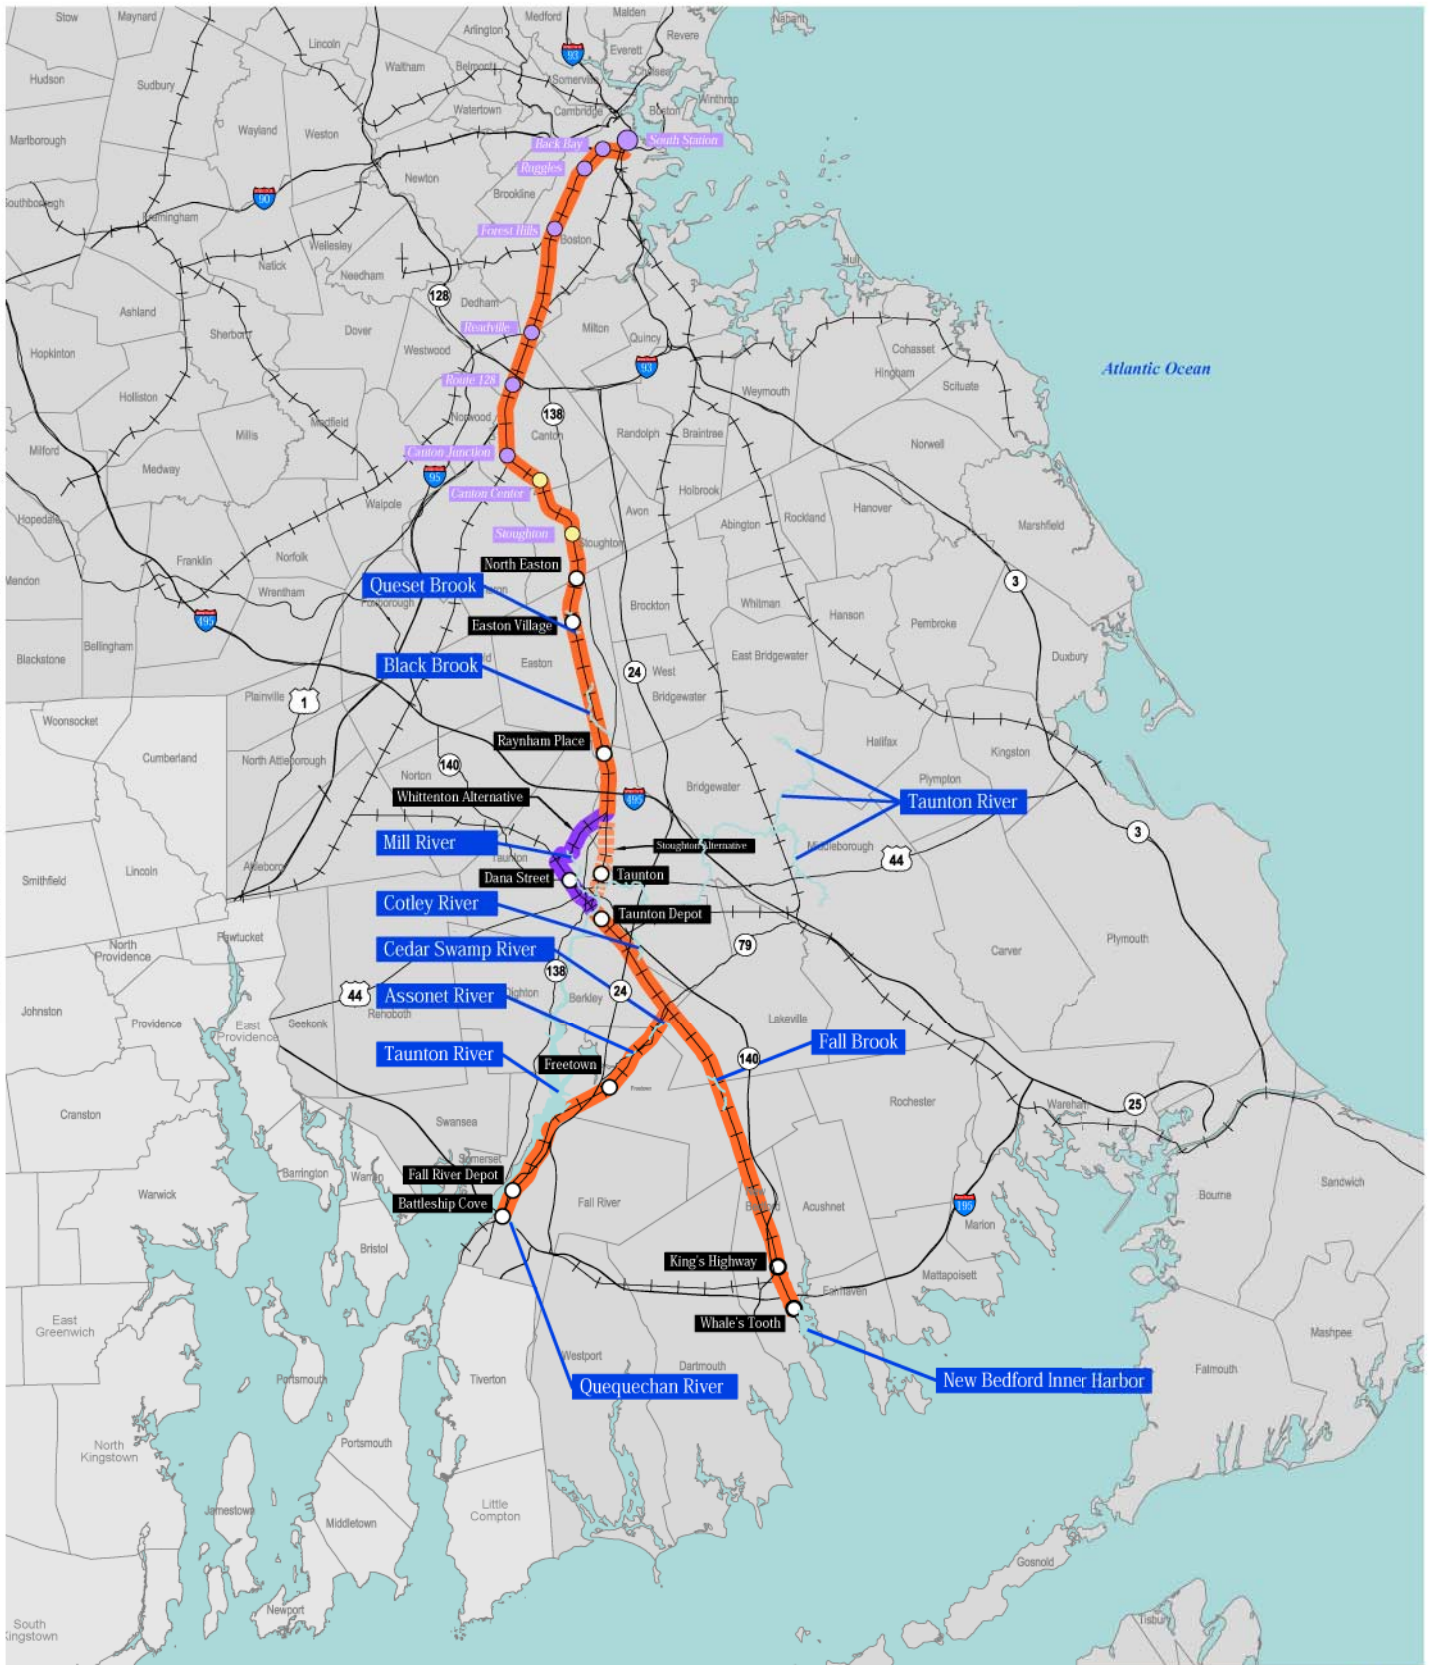 Stow
Maynard
Medford
Malden
Nahant
Lincoln
Arlington
Revere
93
Everett
Hudson
Sudbury
Waltham
Belmont
Somerville
Chelsea
Watertown
Cambridge
Boston
Winthrop
Marlborough
Wayland
Weston
Back Bay
South Station
Ruggles
Newton
90
Brookline
Southborough
Framingham
Forest Hills
Boston
Wellesley
Natick
Needham
Hull
128
Dedham
Ashland
Sherborn
Dover
Readville
Milton
Quincy
Hopkinton
Westwood
93
Cohasset
Hingham
Atlantic Ocean
Route 128
Scituate
Holliston
Weymouth
Medfield
Norwood
138
Millis
Canton
Randolph
Braintree
Milford
Canton Junction
Norwell
Medway
95
Canton Center
Holbrook
Walpole
Hopedale
Avon
Abington
Rockland
Hanover
Marshfield
Stoughton
Stoughton
Franklin
Norfolk
North Easton
Mendon
Queset Brook
Sharon
3
Wrentham
Foxborough
Brockton
Whitman
Hanson
495
Easton Village
Pembroke
Bellingham
Blackstone
Black Brook
Easton
24
West
Bridgewater
East Bridgewater
Duxbury
Plainville
1
Woonsocket
Raynham Place
Halifax
Kingston
Cumberland
North Attleborough
140
Norton
Plympton
Bridgewater
Whittenton Alternative
495
Taunton River
Mill River
Stoughton Alternative
Middleborough
3
Taunton
44
Attleboro
Lincoln
Smithfield
Dana Street
Taunton
Cotley River
Taunton Depot
Pawtucket
North
Providence
Cedar Swamp River
79
Carver
Plymouth
138
Assonet River
Dighton
Berkley
24
44
Rehoboth
Johnston
Providence
East
Providence
Seekonk
Lakeville
Fall Brook
Taunton River
Freetown
140
Freetown
Cranston
Swansea
Rochester
Wareham
25
Somerset
Barrington
Warren
Fall River Depot
Warwick
Battleship Cove
Fall River
New
Bedford
Acushnet
195
Marion
Bourne
Sandwich
Bristol
King's Highway
Mattapoisett
Fairhaven
East
Greenwich
Whale's Tooth
Mashpee
Westport
Dartmouth
Falmouth
Portsmouth
Tiverton
Quequechan River
New Bedford Inner Harbor
North
Kingstown
Portsmouth
Jamestown
Middletown
Little
Compton
Gosnold
Newport
South
Kingstown
Tisbury